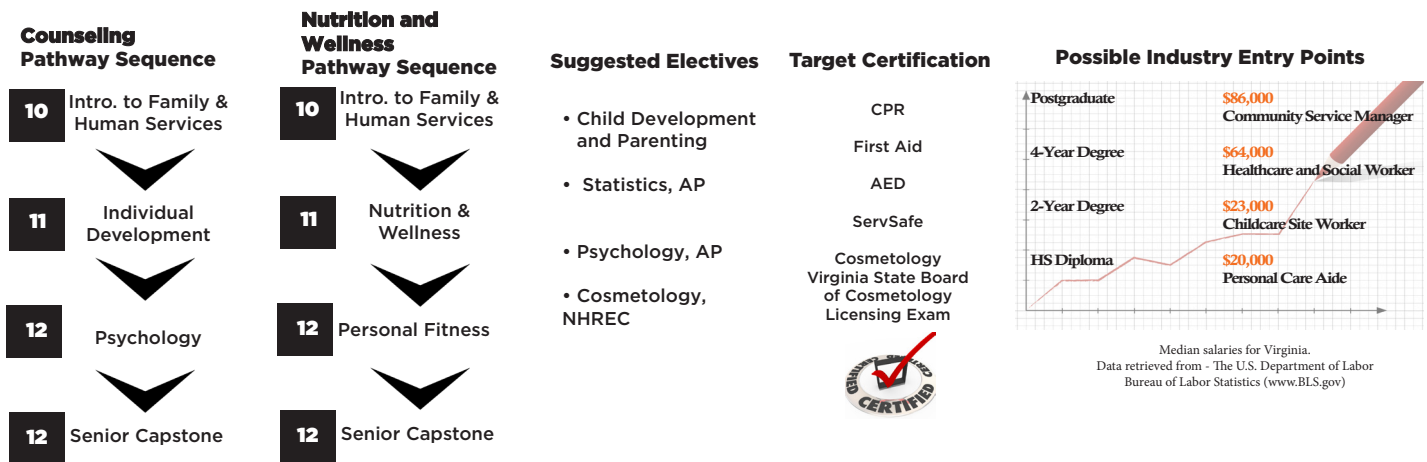 Counseling
Pathway Sequence
10
Intro. to Family &
Human Services
11
Individual
Development
12
Psychology
12
Senior Capstone
Nutrition and
Wellness
Pathway Sequence
10
Intro. to Family &
Human Services
11
Nutrition &
Wellness
12
Personal Fitness
12
Senior Capstone
Suggested Electives
• Child Development
and Parenting
• Statistics, AP
• Psychology, AP
• Cosmetology,
NHREC
Target Certification
CPR
First Aid
AED
ServSafe
Cosmetology
Virginia State Board
of Cosmetology
Licensing Exam
CERTIFIED
CERTIFIED
CERTIFIED
Possible Industry Entry Points
Postgraduate
$86,000
Community Service Manager
4-Year Degree
$64,000
Healthcare and Social Worker
2-Year Degree
$23,000
Childcare Site Worker
HS Diploma
$20,000
Personal Care Aide
Median salaries for Virginia.
Data retrieved from - The U.S. Department of Labor
Bureau of Labor Statistics (www.BLS.gov)